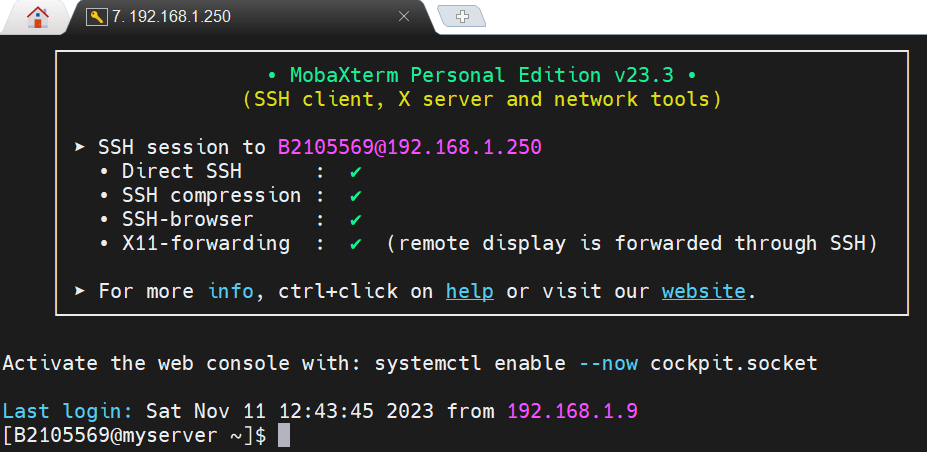 7. 192.168.1.250
• MobaXterm Personal Edition v23.3 •
(SSH client, X server and network tools)
➤ SSH session to B2105569@192.168.1.250
• Direct SSH : ✔
• SSH compression : ✔
• SSH-browser : ✔
• X11-forwarding : ✔ (remote display is forwarded through SSH)
➤ For more info, ctrl+click on help or visit our website.
Activate the web console with: systemctl enable --now cockpit.socket
Last login: Sat Nov 11 12:43:45 2023 from 192.168.1.9
[B2105569@myserver ~]$